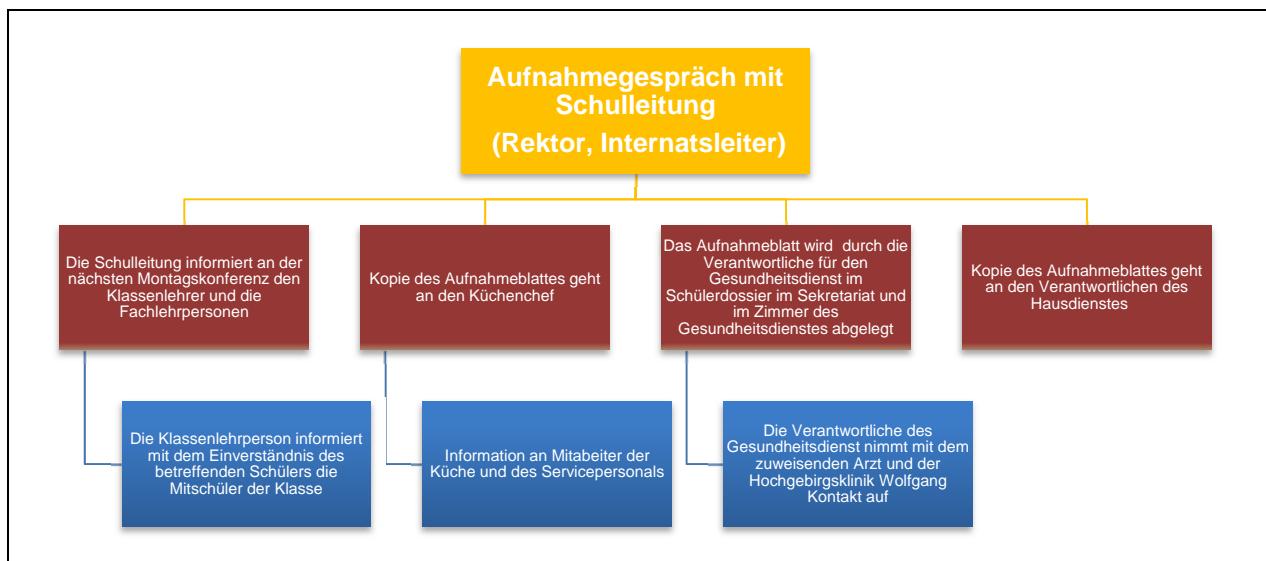 Aufnahmegespräch mit
Schulleitung
(Rektor, Internatsleiter)
Die Schulleitung informiert an der
nächsten Montagskonferenz den
Klassenlehrer und die
Fachlehrpersonen
Kopie des Aufnahmeblattes geht
an den Küchenchef
Das Aufnahmeblatt wird durch die
Verantwortliche für den
Gesundheitsdienst im
Schülerdossier im Sekretariat und
im Zimmer des
Gesundheitsdienstes abgelegt
Kopie des Aufnahmeblattes geht
an den Verantwortlichen des
Hausdienstes
Die Klassenlehrperson informiert
mit dem Einverständnis des
betreffenden Schülers die
Mitschüler der Klasse
Information an Mitabeiter der
Küche und des Servicepersonals
Die Verantwortliche des
Gesundheitsdienst nimmt mit dem
zuweisenden Arzt und der
Hochgebirgsklinik Wolfgang
Kontakt auf